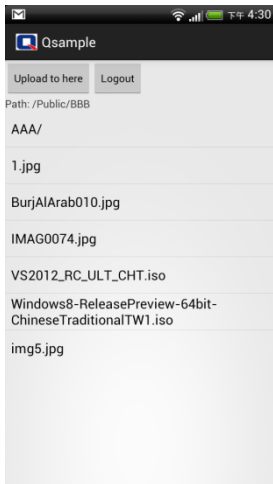 下午 4:30
Qsample
Upload to here Logout
Path: /Public/BBB
AAA/
1.jpg
BurjAlArab010.jpg
IMAG0074.jpg
VS2012_RC_ULT_CHT.iso
Windows8-ReleasePreview-64bit-
ChineseTraditionalTW1.iso
img5.jpg